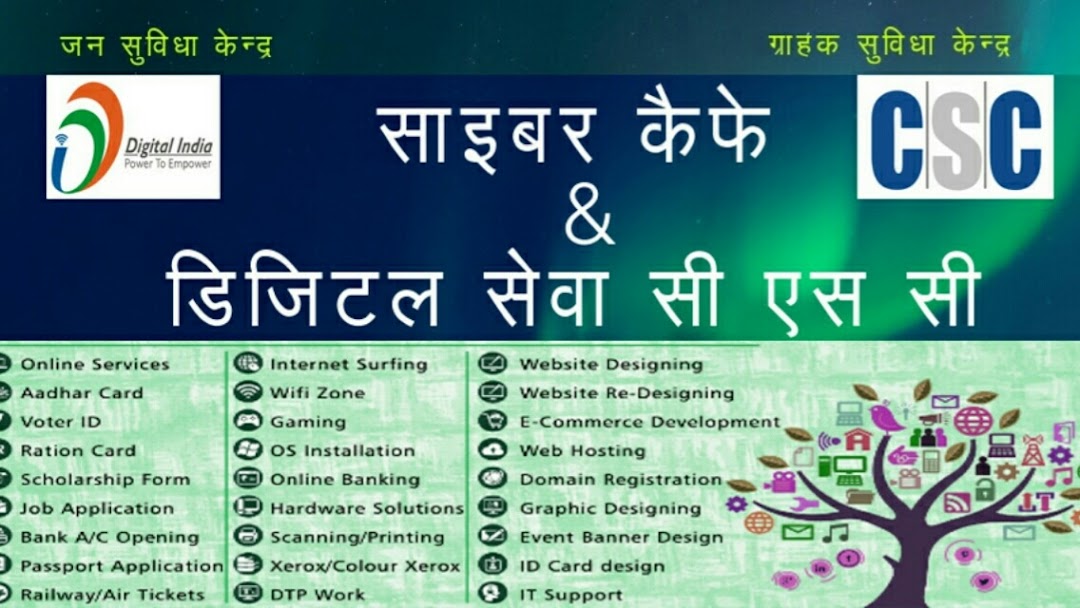 जन सुविधा केन्द्र
ग्राहक सुविधा केन्द्र
Digital India
Power To Empower
CSC
साइबर कैफे
&
डिजिटल सेवा सी एस सी
Online Services
Aadhar Card
Voter ID
Ration Card
Scholarship Form
Job Application
Bank A/C Opening
Passport Application
Railway/Air Tickets
Internet Surfing
Wifi Zone
Gaming
OS Installation
Online Banking
Hardware Solutions
Scanning/Printing
Xerox/Colour Xerox
DTP Work
Website Designing
Website Re-Designing
E-Commerce Development
Web Hosting
Domain Registration
Graphic Designing
Event Banner Design
ID Card design
IT Support